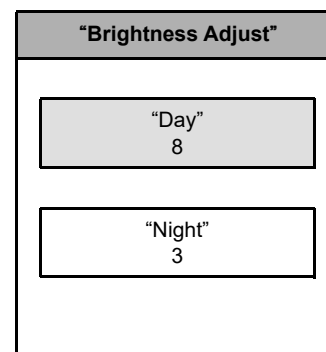 “Brightness Adjust”
“Day”
8
“Night”
3